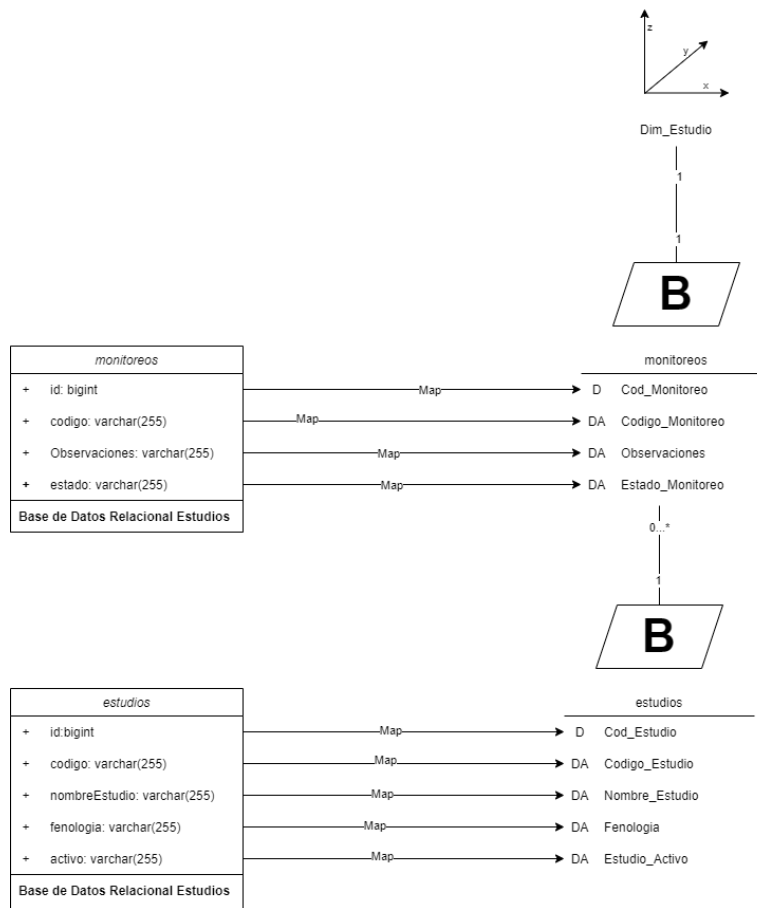 z
y
x
Dim_Estudio
1
1
B
monitoreos
monitoreos
+ id: bigint Map D Cod_Monitoreo
+ codigo: varchar(255) Map DA Codigo_Monitoreo
+ Observaciones: varchar(255) Map DA Observaciones
+ estado: varchar(255) Map DA Estado_Monitoreo
Base de Datos Relacional Estudios
0...*
1
B
estudios
estudios
+ id:bigint Map D Cod_Estudio
+ codigo: varchar(255) Map DA Codigo_Estudio
+ nombreEstudio: varchar(255) Map DA Nombre_Estudio
+ fenologia: varchar(255) Map DA Fenologia
+ activo: varchar(255) Map DA Estudio_Activo
Base de Datos Relacional Estudios